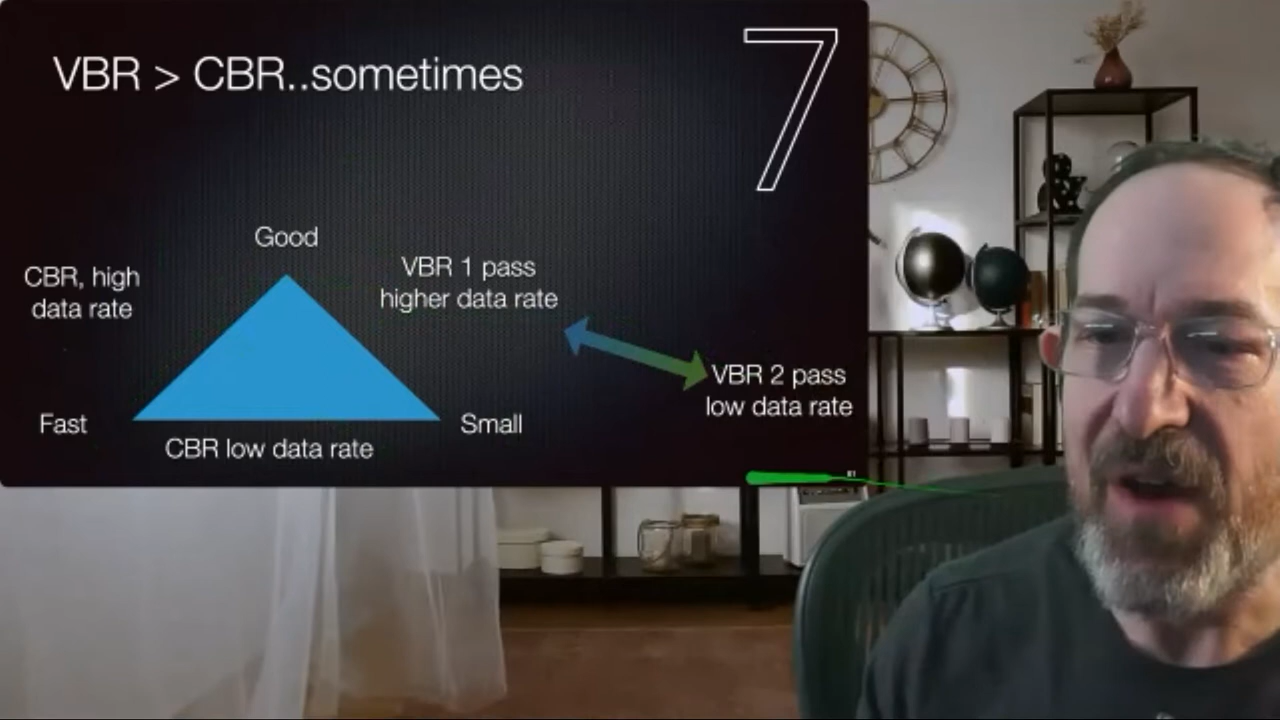 VBR > CBR..sometimes
7
Good
CBR, high
data rate
VBR 1 pass
higher data rate
VBR 2 pass
low data rate
Fast
Small
CBR low data rate